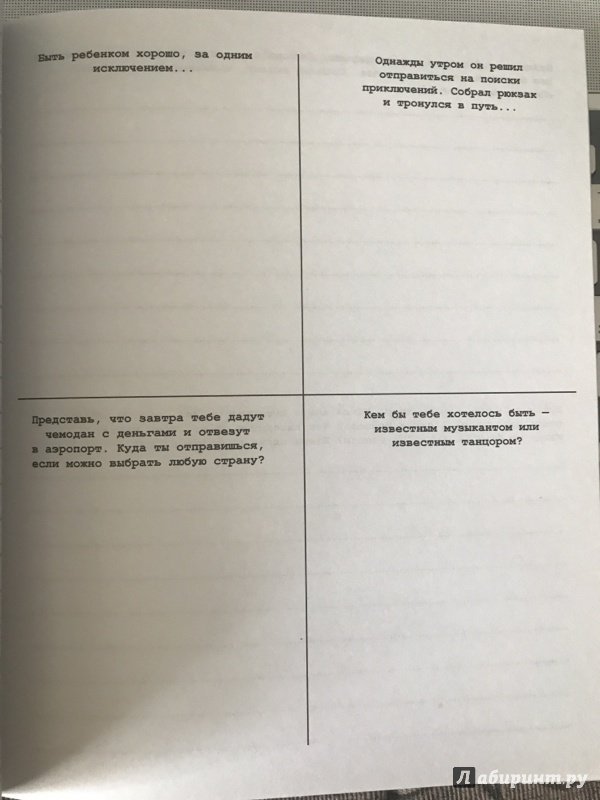 Быть ребенком хорошо, за одним
исключением...
Однажды утром он решил
отправиться на поиски
приключений. Собрал рюкзак
и тронулся в путь...
Представь, что завтра тебе дадут
чемодан с деньгами и отвезут
в аэропорт. Куда ты отправишься,
если можно выбрать любую страну?
Кем бы тебе хотелось быть —
известным музыкантом или
известным танцором?
Лабиринт.ру